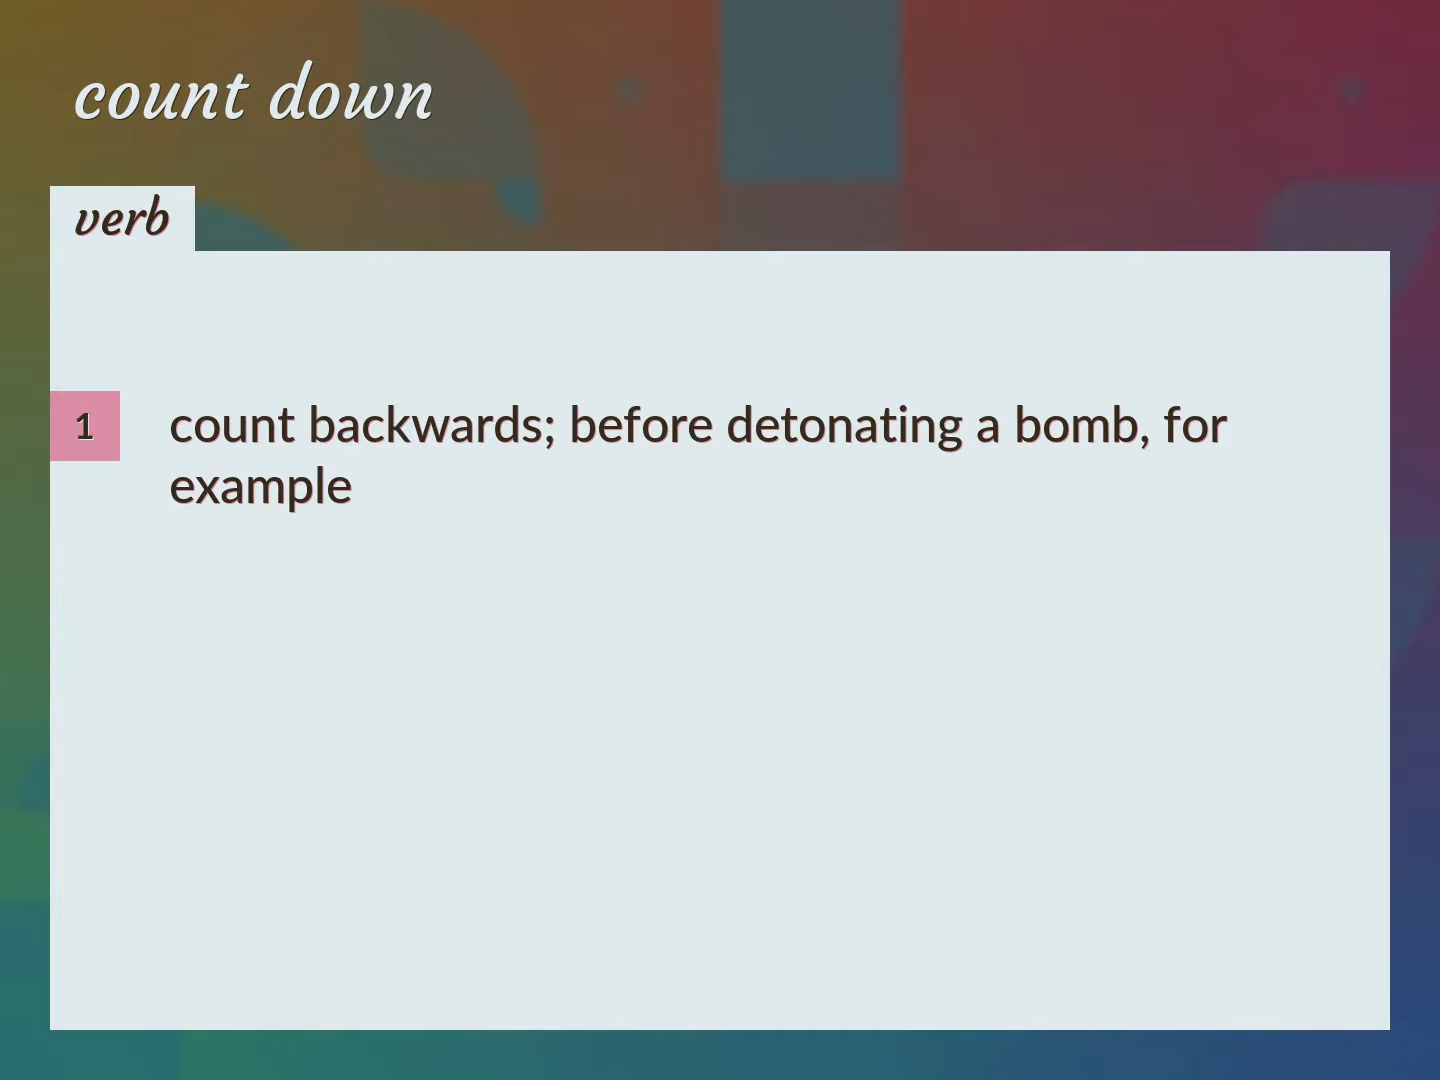 count down
verb
1
count backwards; before detonating a bomb, for
example